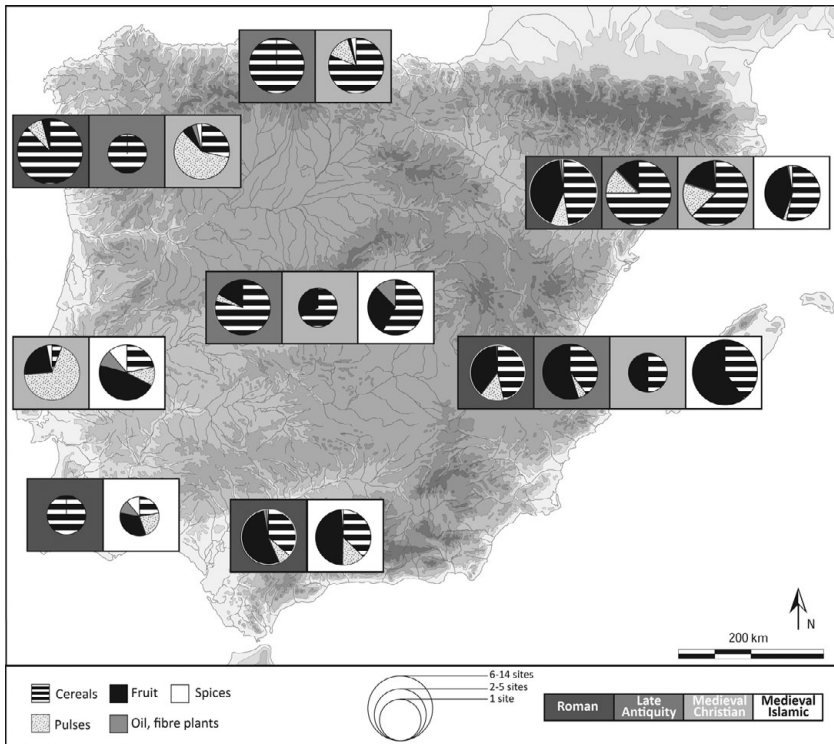 N
200 km
6-14 sites
2-5 sites
1 site
Cereals
Fruit
Spices
Pulses
Oil, fibre plants
Roman
Late
Antiquity
Medieval
Christian
Medieval
Islamic